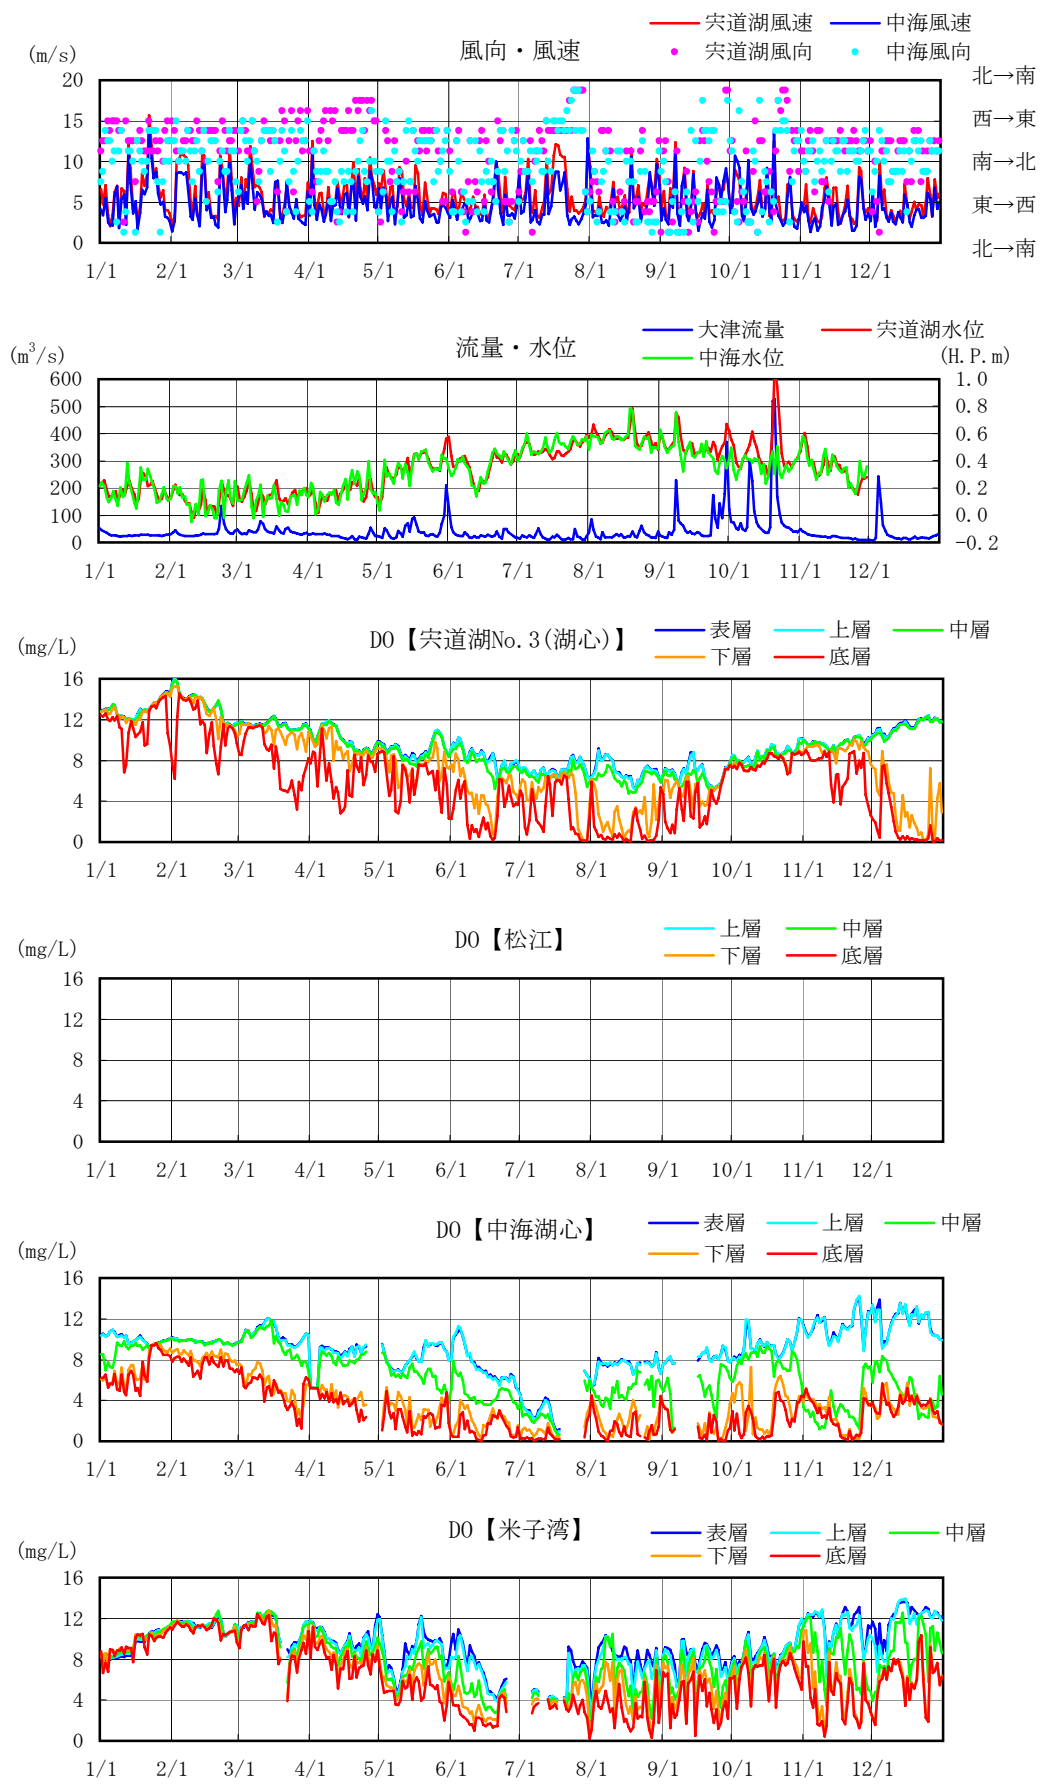 宍道湖風速 中海風速
風向・風速 宍道湖風向 中海風向
(m/s)
北→南
西→東
南→北
東→西
北→南
20
15
10
5
0
1/1 2/1 3/1 4/1 5/1 6/1 7/1 8/1 9/1 10/1 11/1 12/1
大津流量 宍道湖水位
流量・水位 中海水位
(m³/s) (H.P.m)
600 1.0
500 0.8
400 0.6
300 0.4
200 0.2
100 0.0
0 -0.2
1/1 2/1 3/1 4/1 5/1 6/1 7/1 8/1 9/1 10/1 11/1 12/1
DO【宍道湖No.3(湖心)】 表層 上層 中層
下層 底層
(mg/L)
16
12
8
4
0
1/1 2/1 3/1 4/1 5/1 6/1 7/1 8/1 9/1 10/1 11/1 12/1
DO【松江】 上層 中層
下層 底層
(mg/L)
16
12
8
4
0
1/1 2/1 3/1 4/1 5/1 6/1 7/1 8/1 9/1 10/1 11/1 12/1
DO【中海湖心】 表層 上層 中層
下層 底層
(mg/L)
16
12
8
4
0
1/1 2/1 3/1 4/1 5/1 6/1 7/1 8/1 9/1 10/1 11/1 12/1
DO【米子湾】 表層 上層 中層
下層 底層
(mg/L)
16
12
8
4
0
1/1 2/1 3/1 4/1 5/1 6/1 7/1 8/1 9/1 10/1 11/1 12/1